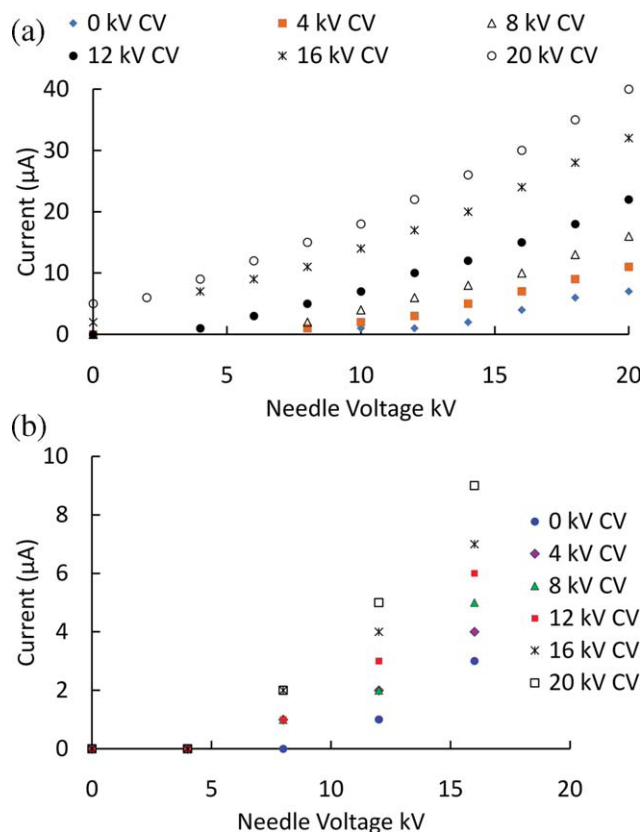 (a)
0 kV CV 4 kV CV 8 kV CV
12 kV CV 16 kV CV 20 kV CV
40
30
20
10
0
Current (µA)
0 5 10 15 20
Needle Voltage kV
(b)
10
8
6
4
2
0
Current (µA)
0 kV CV
4 kV CV
8 kV CV
12 kV CV
16 kV CV
20 kV CV
0 5 10 15 20
Needle Voltage kV